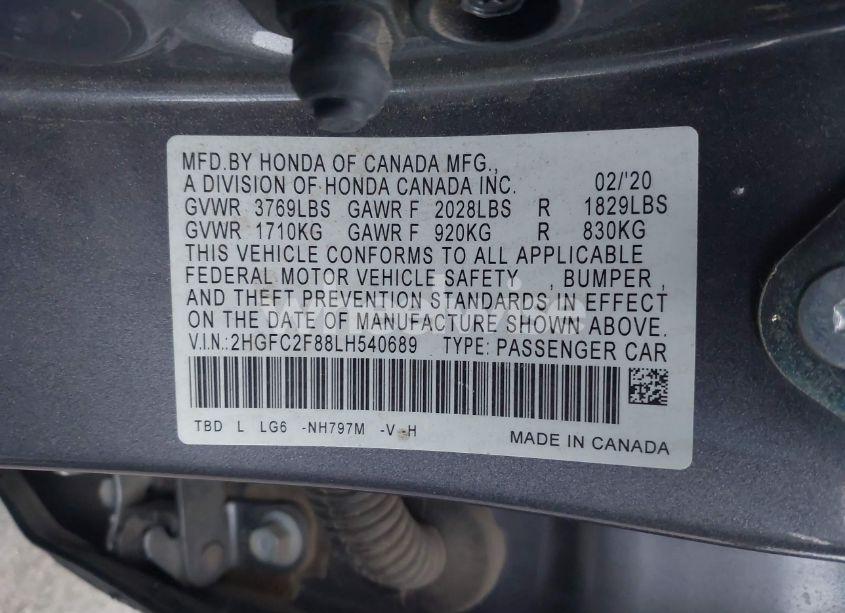 MFD.BY HONDA OF CANADA MFG.,
A DIVISION OF HONDA CANADA INC. 02/'20
GVWR 3769LBS GAWR F 2028LBS R 1829LBS
GVWR 1710KG GAWR F 920KG R 830KG
THIS VEHICLE CONFORMS TO ALL APPLICABLE
FEDERAL MOTOR VEHICLE SAFETY , BUMPER ,
AND THEFT PREVENTION STANDARDS IN EFFECT
ON THE DATE OF MANUFACTURE SHOWN ABOVE.
V.I.N.:2HGFC2F88LH540689 TYPE: PASSENGER CAR
TBD L LG6 -NH797M -V -H
MADE IN CANADA